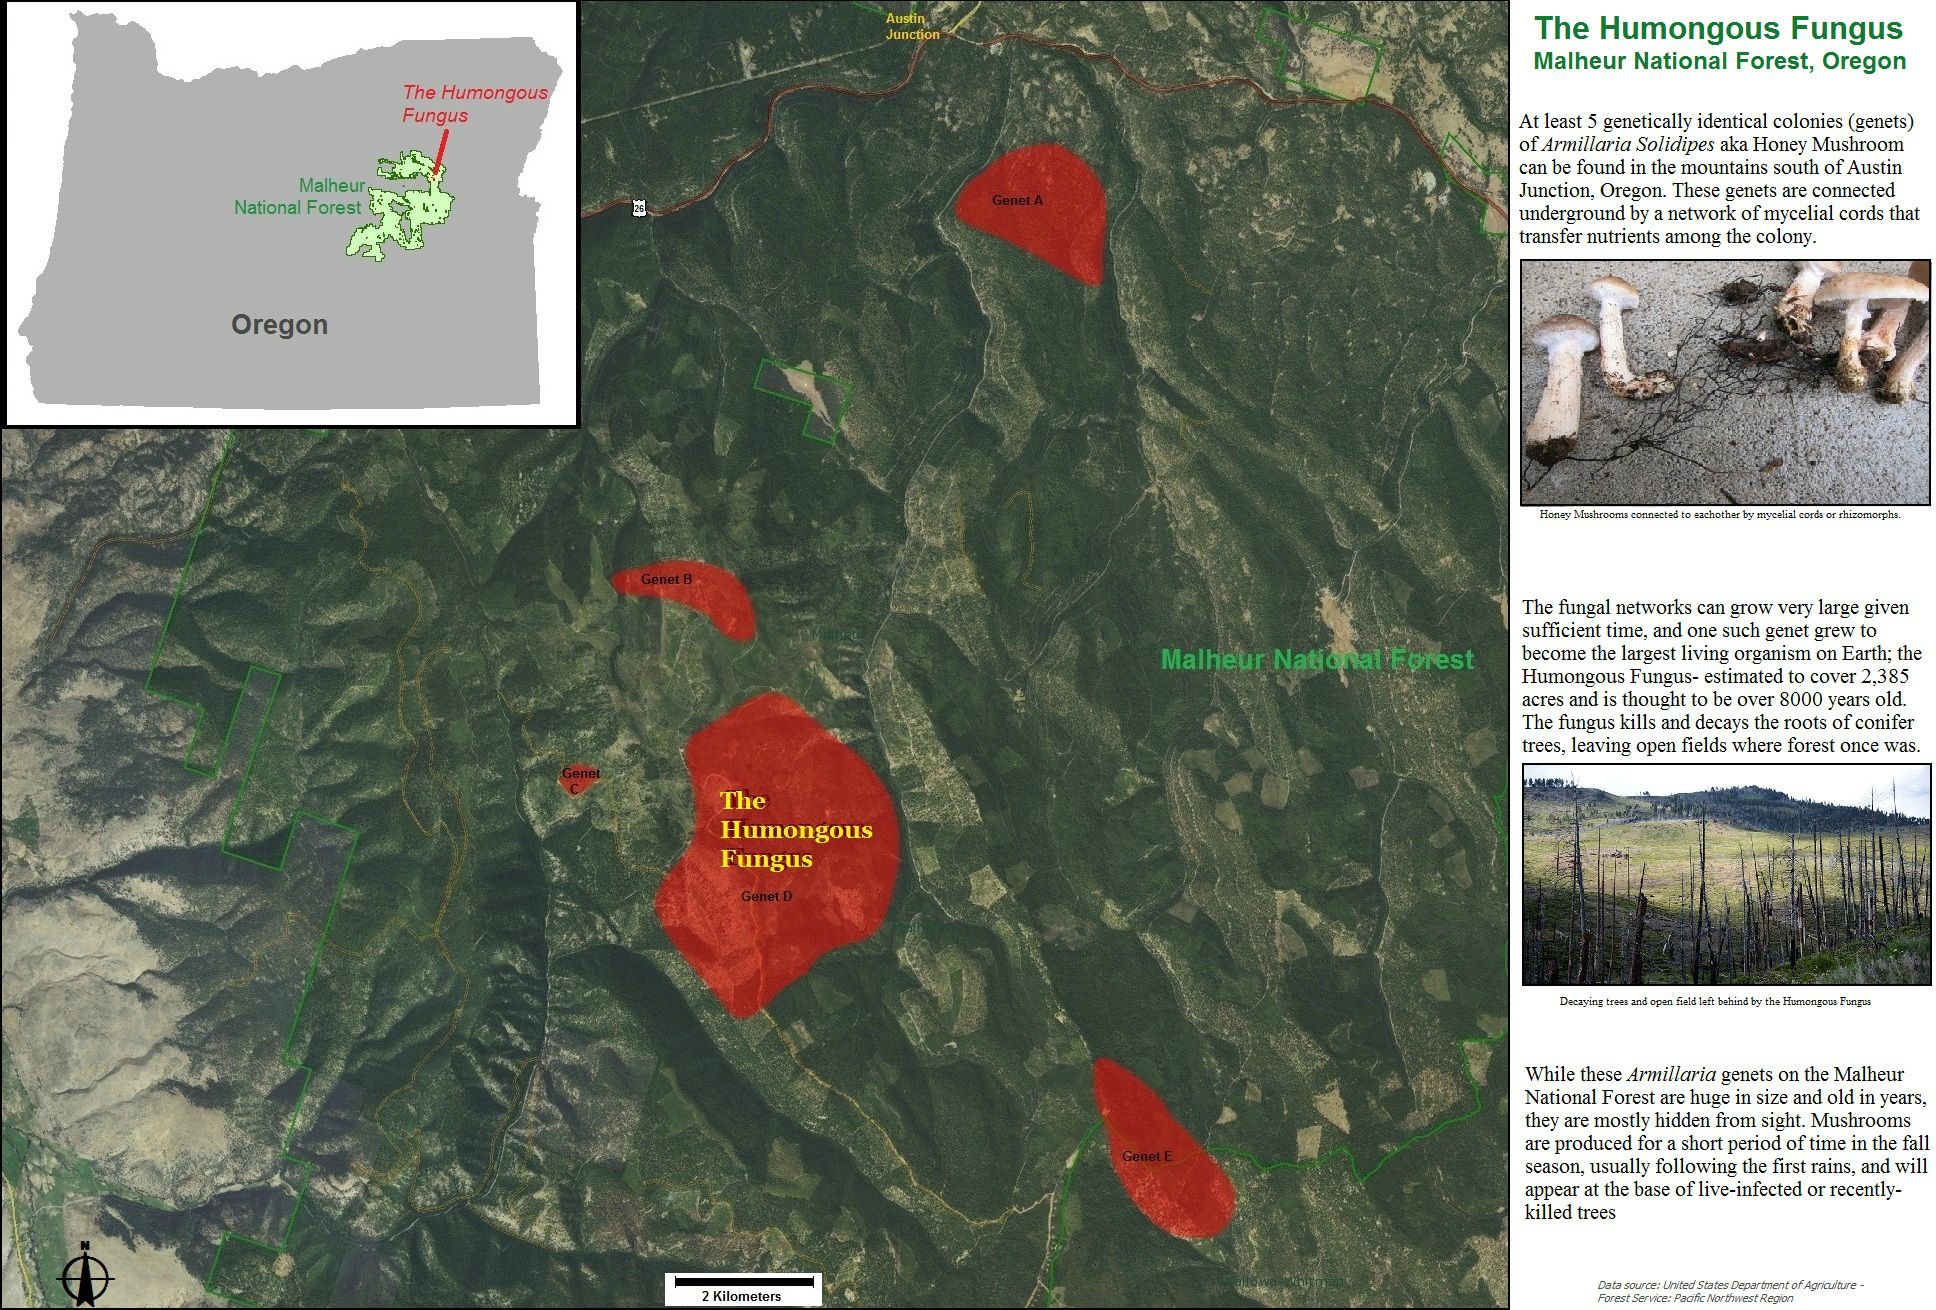 The Humongous Fungus
Malheur National Forest, Oregon
At least 5 genetically identical colonies (genets)
of Armillaria Solidipes aka Honey Mushroom
can be found in the mountains south of Austin
Junction, Oregon. These genets are connected
underground by a network of mycelial cords that
transfer nutrients among the colony.
Honey Mushrooms connected to eachother by mycelial cords or rhizomorphs.
The fungal networks can grow very large given
sufficient time, and one such genet grew to
become the largest living organism on Earth; the
Humongous Fungus- estimated to cover 2,385
acres and is thought to be over 8000 years old.
The fungus kills and decays the roots of conifer
trees, leaving open fields where forest once was.
Decaying trees and open field left behind by the Humongous Fungus
While these Armillaria genets on the Malheur
National Forest are huge in size and old in years,
they are mostly hidden from sight. Mushrooms
are produced for a short period of time in the fall
season, usually following the first rains, and will
appear at the base of live-infected or recently-
killed trees
Data source: United States Department of Agriculture -
Forest Service: Pacific Northwest Region
The Humongous
Fungus
Malheur
National Forest
Oregon
Austin
Junction
26
Genet A
Genet B
Malheur
Malheur National Forest
Genet
C
The
Humongous
Fungus
Genet D
Genet E
Wallowa-Whitman
N
2 Kilometers